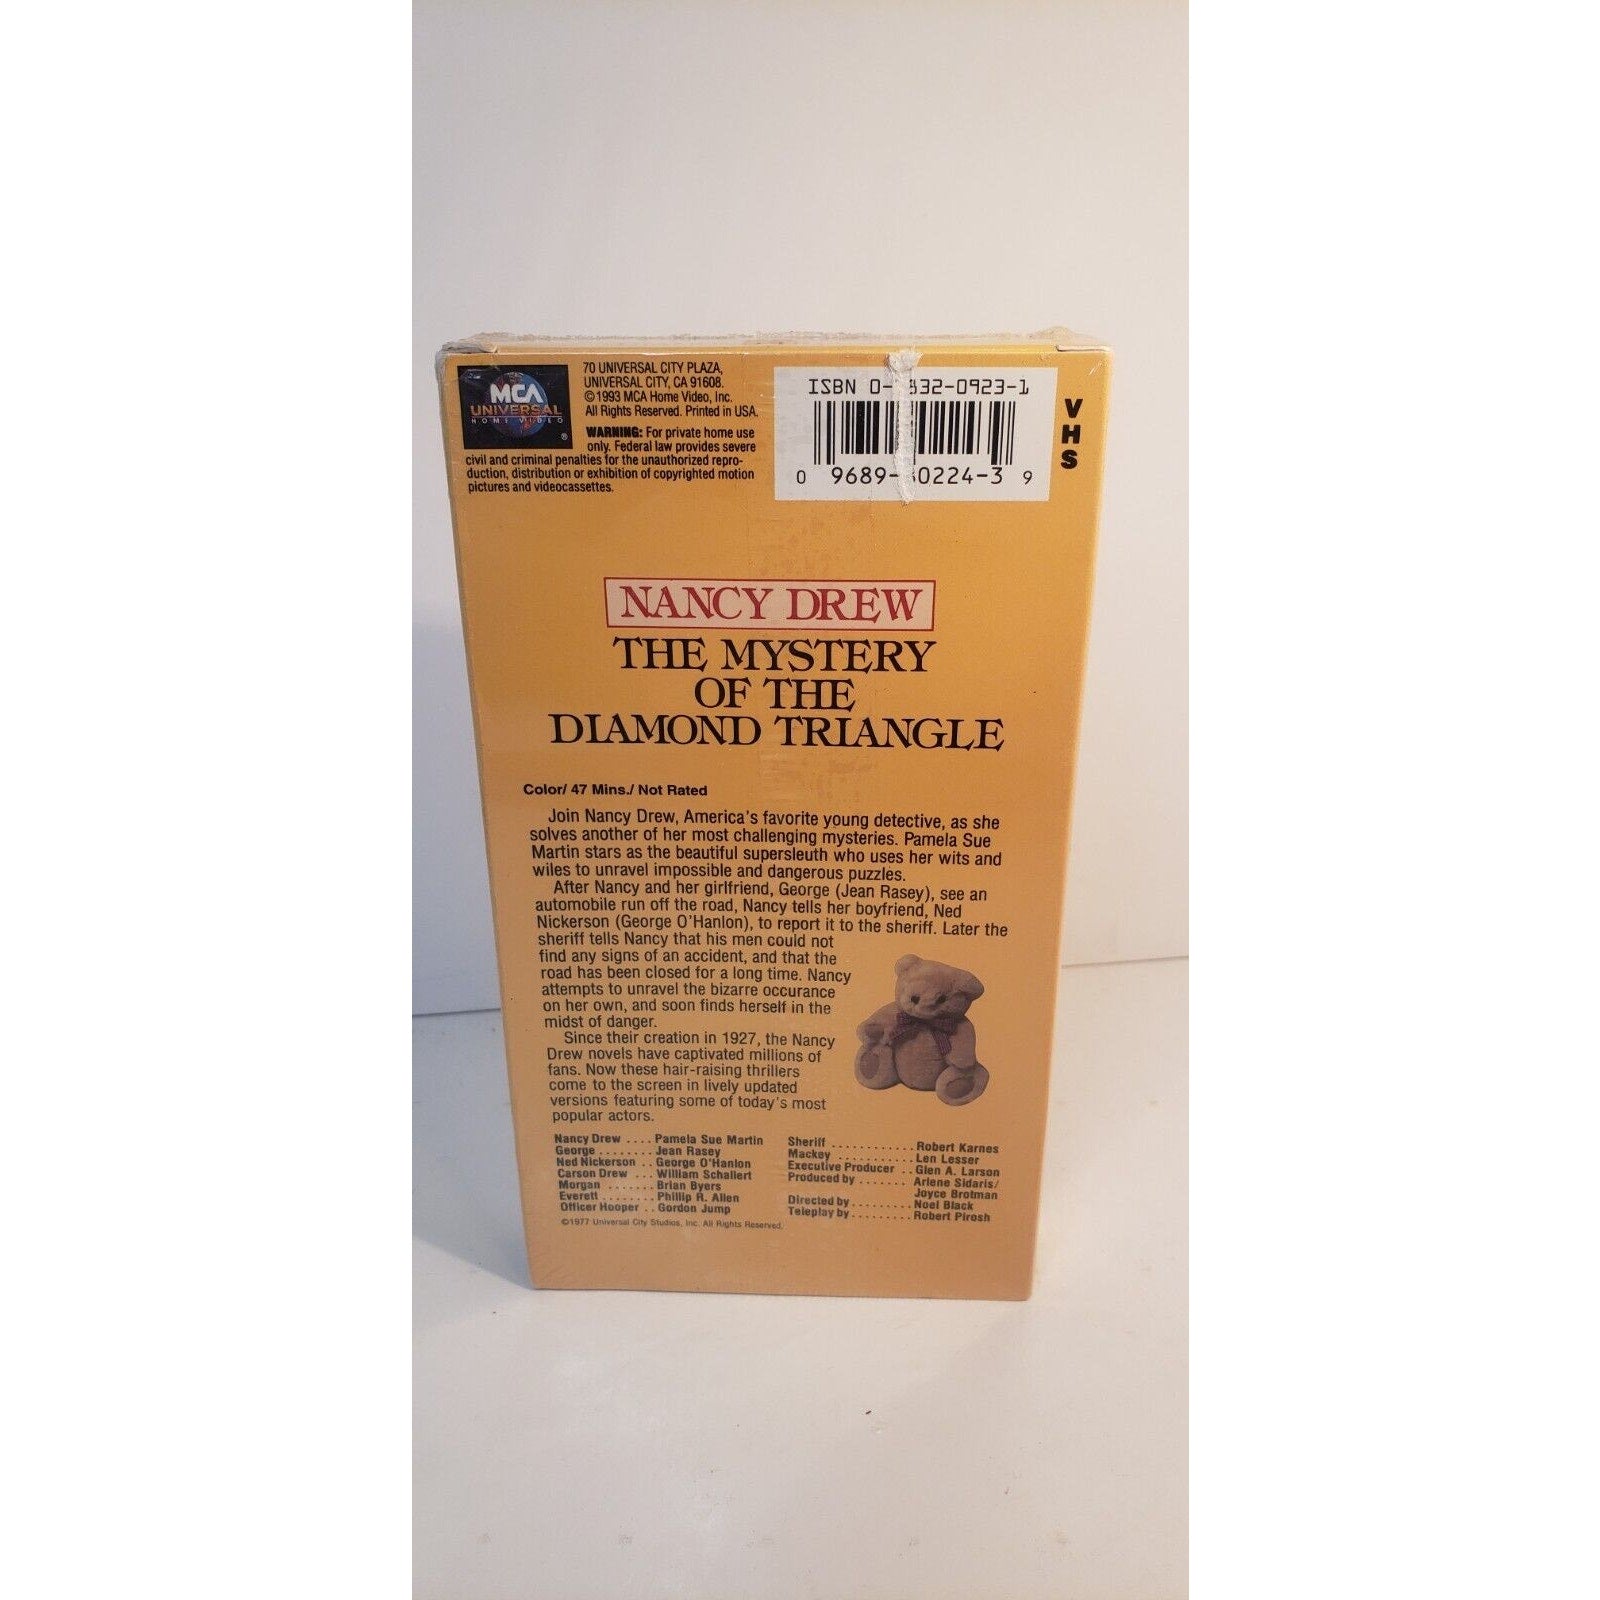 MCA
UNIVERSAL
HOME VIDEO
®
70 UNIVERSAL CITY PLAZA,
UNIVERSAL CITY, CA 91608.
©1993 MCA Home Video, Inc.
All Rights Reserved. Printed in USA.
WARNING: For private home use
only. Federal law provides severe
civil and criminal penalties for the unauthorized repro-
duction, distribution or exhibition of copyrighted motion
pictures and videocassettes.
ISBN 0- 32-0923-1
0 9689- 0224-3 9
VHS
NANCY DREW
THE MYSTERY
OF THE
DIAMOND TRIANGLE
Color/ 47 Mins./ Not Rated
Join Nancy Drew, America's favorite young detective, as she
solves another of her most challenging mysteries. Pamela Sue
Martin stars as the beautiful supersleuth who uses her wits and
wiles to unravel impossible and dangerous puzzles.
After Nancy and her girlfriend, George (Jean Rasey), see an
automobile run off the road, Nancy tells her boyfriend, Ned
Nickerson (George O'Hanlon), to report it to the sheriff. Later the
sheriff tells Nancy that his men could not
find any signs of an accident, and that the
road has been closed for a long time. Nancy
attempts to unravel the bizarre occurance
on her own, and soon finds herself in the
midst of danger.
Since their creation in 1927, the Nancy
Drew novels have captivated millions of
fans. Now these hair-raising thrillers
come to the screen in lively updated
versions featuring some of today's most
popular actors.
Nancy Drew .... Pamela Sue Martin
George ........ Jean Rasey
Ned Nickerson .. George O'Hanlon
Carson Drew ... William Schallert
Morgan ....... Brian Byers
Everett ........ Phillip R. Allen
Officer Hooper .. Gordon Jump
Sheriff ............ Robert Karnes
Mackey ............ Len Lesser
Executive Producer .. Glen A. Larson
Produced by ....... Arlene Sidaris/
Joyce Brotman
Directed by ........ Noel Black
Teleplay by ......... Robert Pirosh
©1977 Universal City Studios, Inc. All Rights Reserved.